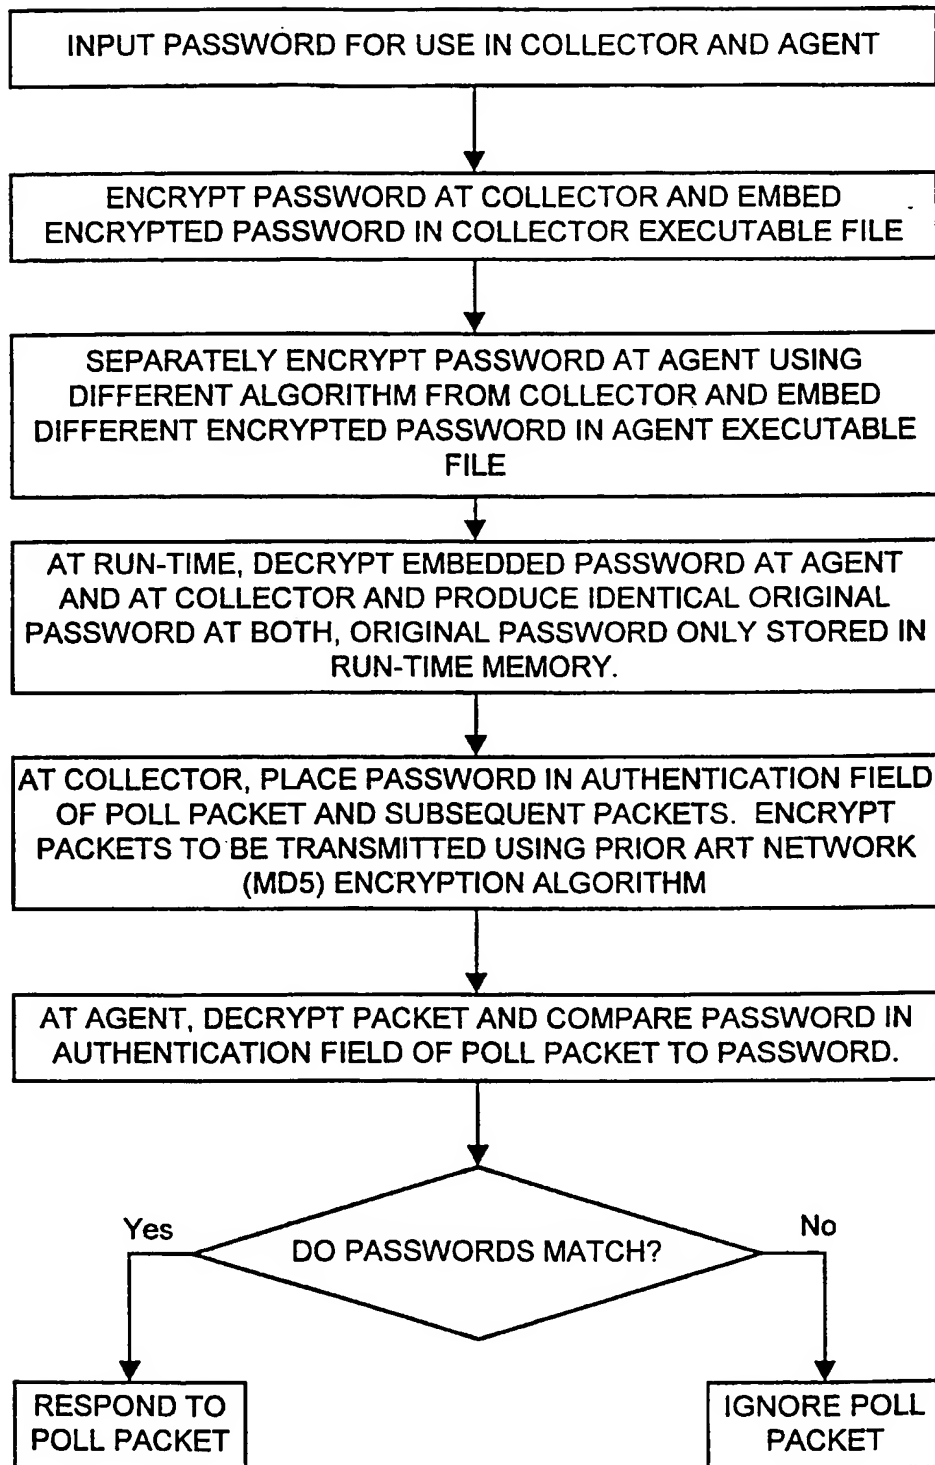 INPUT PASSWORD FOR USE IN COLLECTOR AND AGENT
ENCRYPT PASSWORD AT COLLECTOR AND EMBED
ENCRYPTED PASSWORD IN COLLECTOR EXECUTABLE FILE
SEPARATELY ENCRYPT PASSWORD AT AGENT USING
DIFFERENT ALGORITHM FROM COLLECTOR AND EMBED
DIFFERENT ENCRYPTED PASSWORD IN AGENT EXECUTABLE
FILE
AT RUN-TIME, DECRYPT EMBEDDED PASSWORD AT AGENT
AND AT COLLECTOR AND PRODUCE IDENTICAL ORIGINAL
PASSWORD AT BOTH, ORIGINAL PASSWORD ONLY STORED IN
RUN-TIME MEMORY.
AT COLLECTOR, PLACE PASSWORD IN AUTHENTICATION FIELD
OF POLL PACKET AND SUBSEQUENT PACKETS. ENCRYPT
PACKETS TO BE TRANSMITTED USING PRIOR ART NETWORK
(MD5) ENCRYPTION ALGORITHM
AT AGENT, DECRYPT PACKET AND COMPARE PASSWORD IN
AUTHENTICATION FIELD OF POLL PACKET TO PASSWORD.
Yes
No
DO PASSWORDS MATCH?
RESPOND TO
POLL PACKET
IGNORE POLL
PACKET